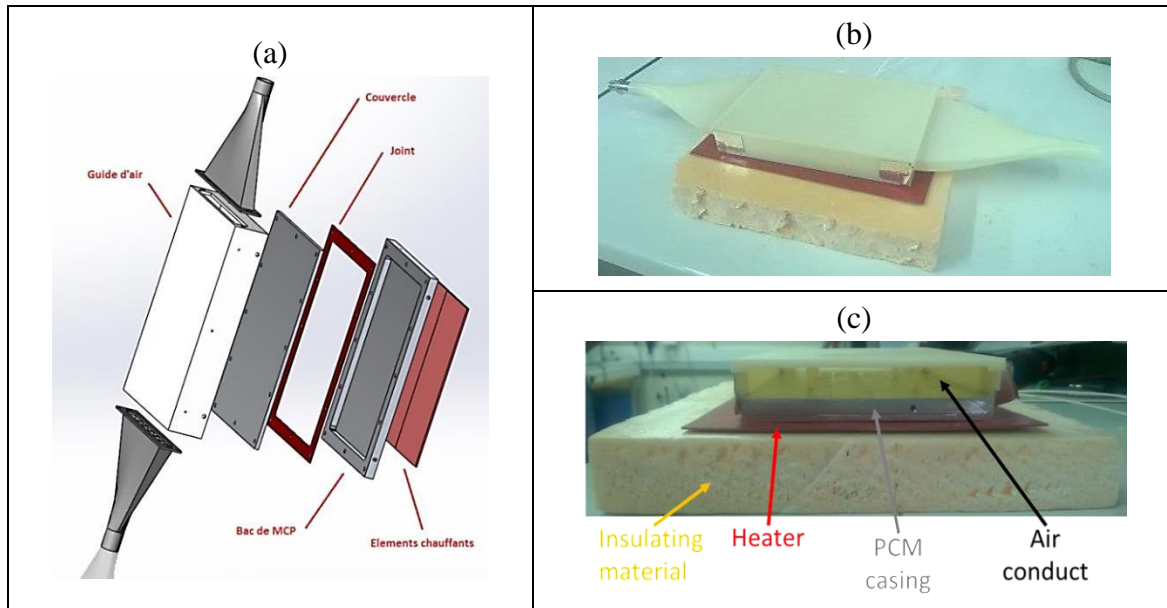 (a)
Couvercle
Joint
Guide d'air
Bac de MCP
Elements chauffants
(b)
(c)
Insulating
material
Heater
PCM
casing
Air
conduct